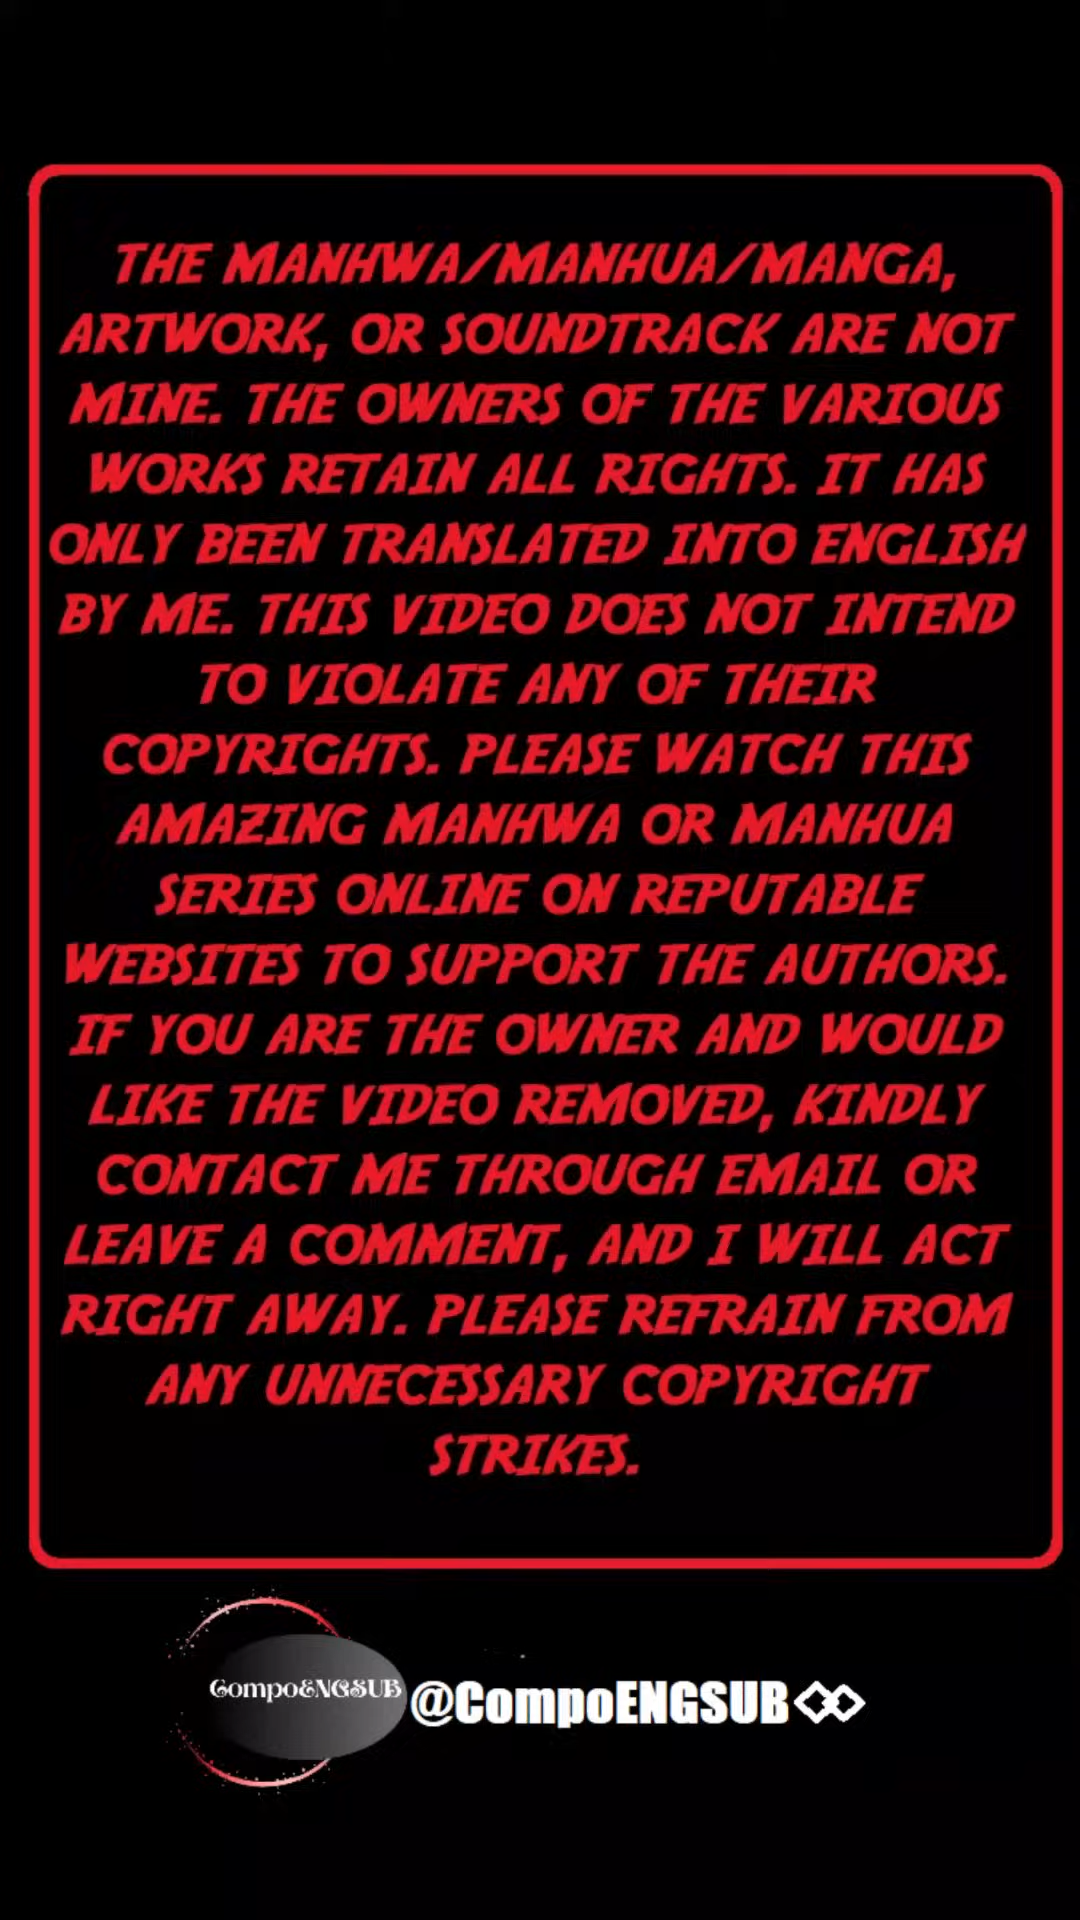 THE MANHWA/MANHUA/MANGA,
ARTWORK, OR SOUNDTRACK ARE NOT
MINE. THE OWNERS OF THE VARIOUS
WORKS RETAIN ALL RIGHTS. IT HAS
ONLY BEEN TRANSLATED INTO ENGLISH
BY ME. THIS VIDEO DOES NOT INTEND
TO VIOLATE ANY OF THEIR
COPYRIGHTS. PLEASE WATCH THIS
AMAZING MANHWA OR MANHUA
SERIES ONLINE ON REPUTABLE
WEBSITES TO SUPPORT THE AUTHORS.
IF YOU ARE THE OWNER AND WOULD
LIKE THE VIDEO REMOVED, KINDLY
CONTACT ME THROUGH EMAIL OR
LEAVE A COMMENT, AND I WILL ACT
RIGHT AWAY. PLEASE REFRAIN FROM
ANY UNNECESSARY COPYRIGHT
STRIKES.
CompoENGSUB
@CompoENGSUB